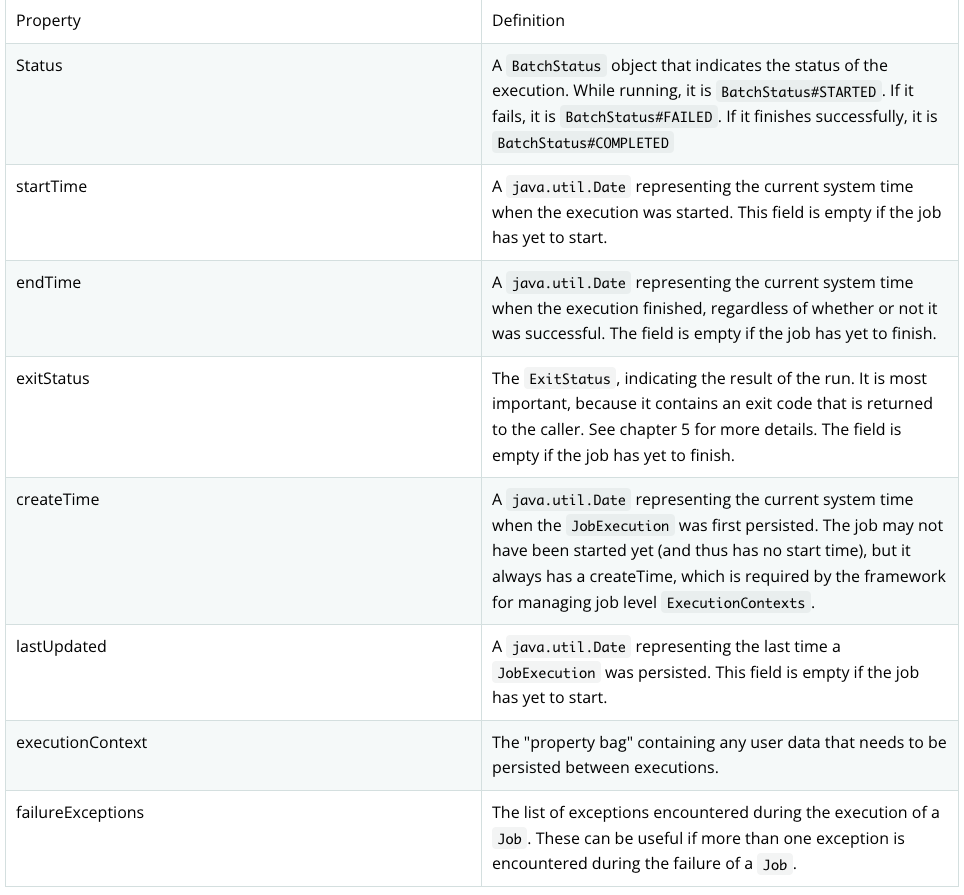 Property
Definition
Status
A BatchStatus object that indicates the status of the
execution. While running, it is BatchStatus#STARTED. If it
fails, it is BatchStatus#FAILED. If it finishes successfully, it is
BatchStatus#COMPLETED
startTime
A java.util.Date representing the current system time
when the execution was started. This field is empty if the job
has yet to start.
endTime
A java.util.Date representing the current system time
when the execution finished, regardless of whether or not it
was successful. The field is empty if the job has yet to finish.
exitStatus
The ExitStatus, indicating the result of the run. It is most
important, because it contains an exit code that is returned
to the caller. See chapter 5 for more details. The field is
empty if the job has yet to finish.
createTime
A java.util.Date representing the current system time
when the JobExecution was first persisted. The job may not
have been started yet (and thus has no start time), but it
always has a createTime, which is required by the framework
for managing job level ExecutionContexts.
lastUpdated
A java.util.Date representing the last time a
JobExecution was persisted. This field is empty if the job
has yet to start.
executionContext
The "property bag" containing any user data that needs to be
persisted between executions.
failureExceptions
The list of exceptions encountered during the execution of a
Job. These can be useful if more than one exception is
encountered during the failure of a Job.